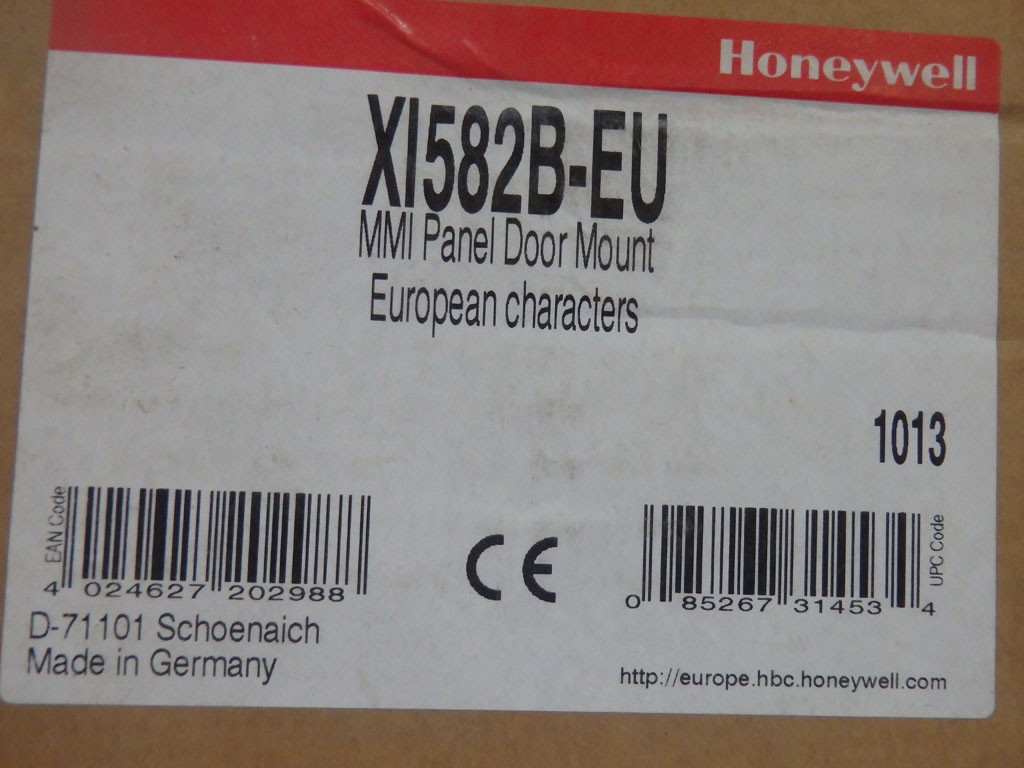 Honeywell
XI582B-EU
MMI Panel Door Mount
European characters
1013
EAN Code
4 024627 202988
CE
0 85267 31453 4
UPC Code
D-71101 Schoenaich
Made in Germany
http://europe.hbc.honeywell.com